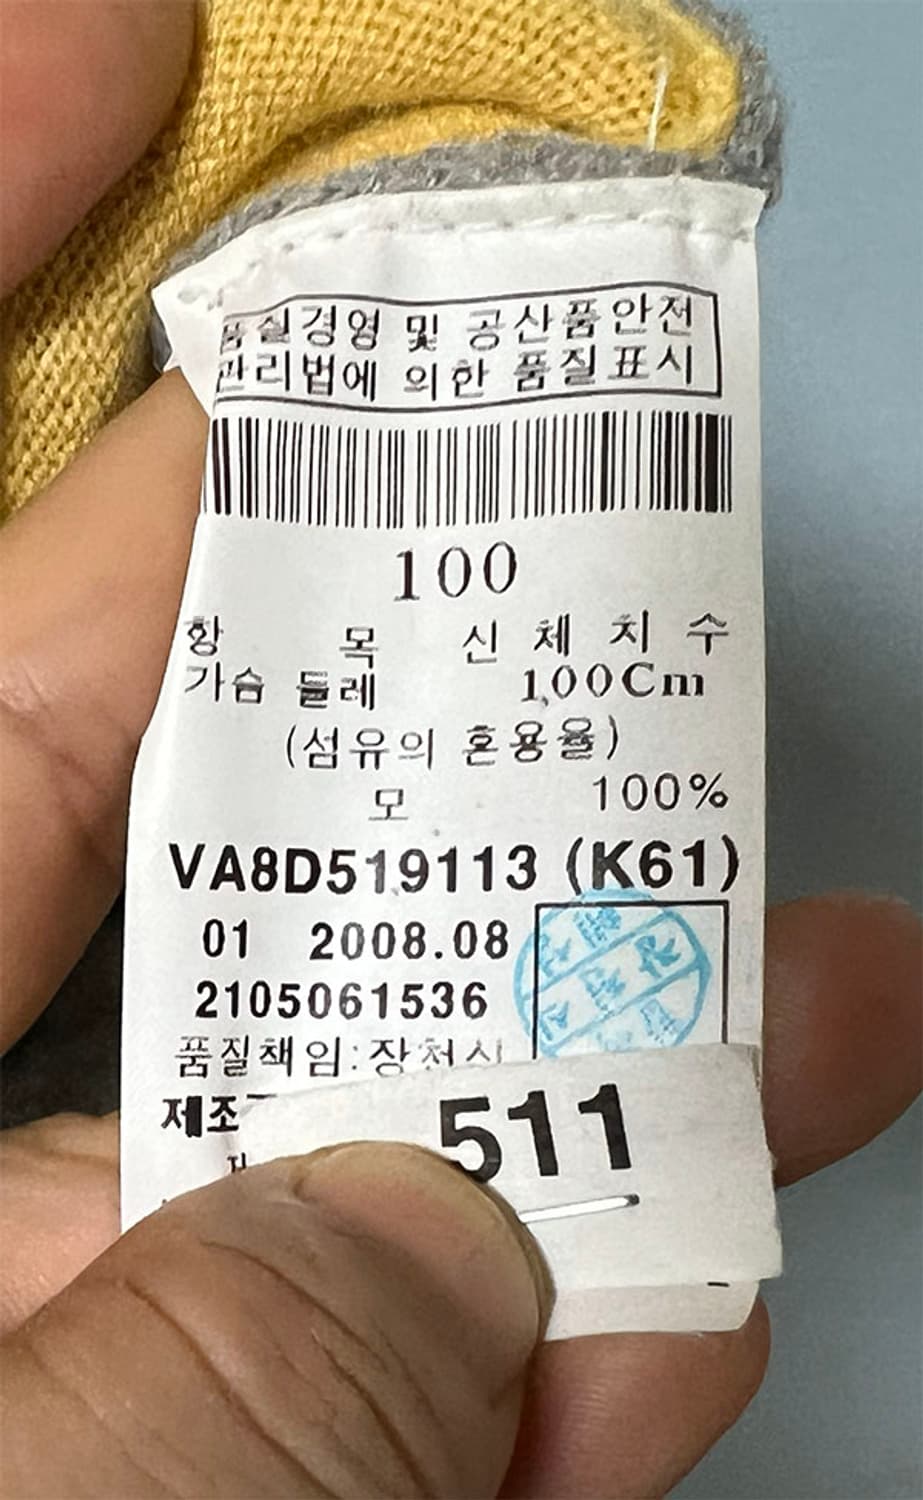 품질경영 및 공산품안전
관리법에 의한 품질표시
100
항 목 신 체 치 수
가슴 둘레 100Cm
(섬유의 혼용율)
모 100%
VA8D519113 (K61)
01 2008.08
2105061536
품질책임:장천식
제조
511